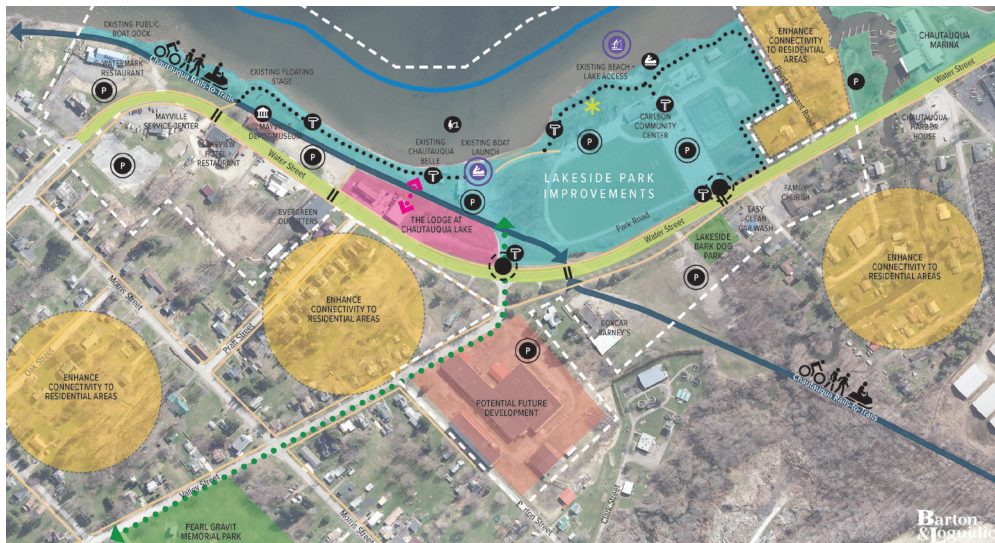 EXISTING PUBLIC
BOAT DOCK
WATERMARK
RESTAURANT
Chautauqua Rails-to-Trails
EXISTING FLOATING
STAGE
P
MAYVILLE
SERVICE CENTER
MAYVILLE
DEPOT MUSEUM
LAKEVIEW
HOTEL +
RESTAURANT
P
P
Water Street
EVERGREEN
OUTFITTERS
EXISTING
CHAUTAUQUA
BELLE
EXISTING BOAT
LAUNCH
P
THE LODGE AT
CHAUTAUQUA LAKE
EXISTING BEACH +
LAKE ACCESS
CARLSON
COMMUNITY
CENTER
P
P
LAKESIDE PARK
IMPROVEMENTS
Park Road
Water Street
ENHANCE
CONNECTIVITY
TO RESIDENTIAL
AREAS
Point Pleasant Road
P
CHAUTAUQUA
MARINA
Water Street
CHAUTAUQUA
HARBOR
HOUSE
FAMILY
CHURCH
EASY
CLEAN
CAR WASH
LAKESIDE
BARK DOG
PARK
P
ENHANCE
CONNECTIVITY TO
RESIDENTIAL AREAS
Morris Street
Pratt Street
Oak Street
ENHANCE
CONNECTIVITY TO
RESIDENTIAL AREAS
ENHANCE
CONNECTIVITY TO
RESIDENTIAL AREAS
BOXCAR
BARNEY'S
P
POTENTIAL FUTURE
DEVELOPMENT
Chautauqua Rails-to-Trails
Valley Street
Morris Street
Clark Street
PEARL GRAVIT
MEMORIAL PARK
Barton
& Loguidice